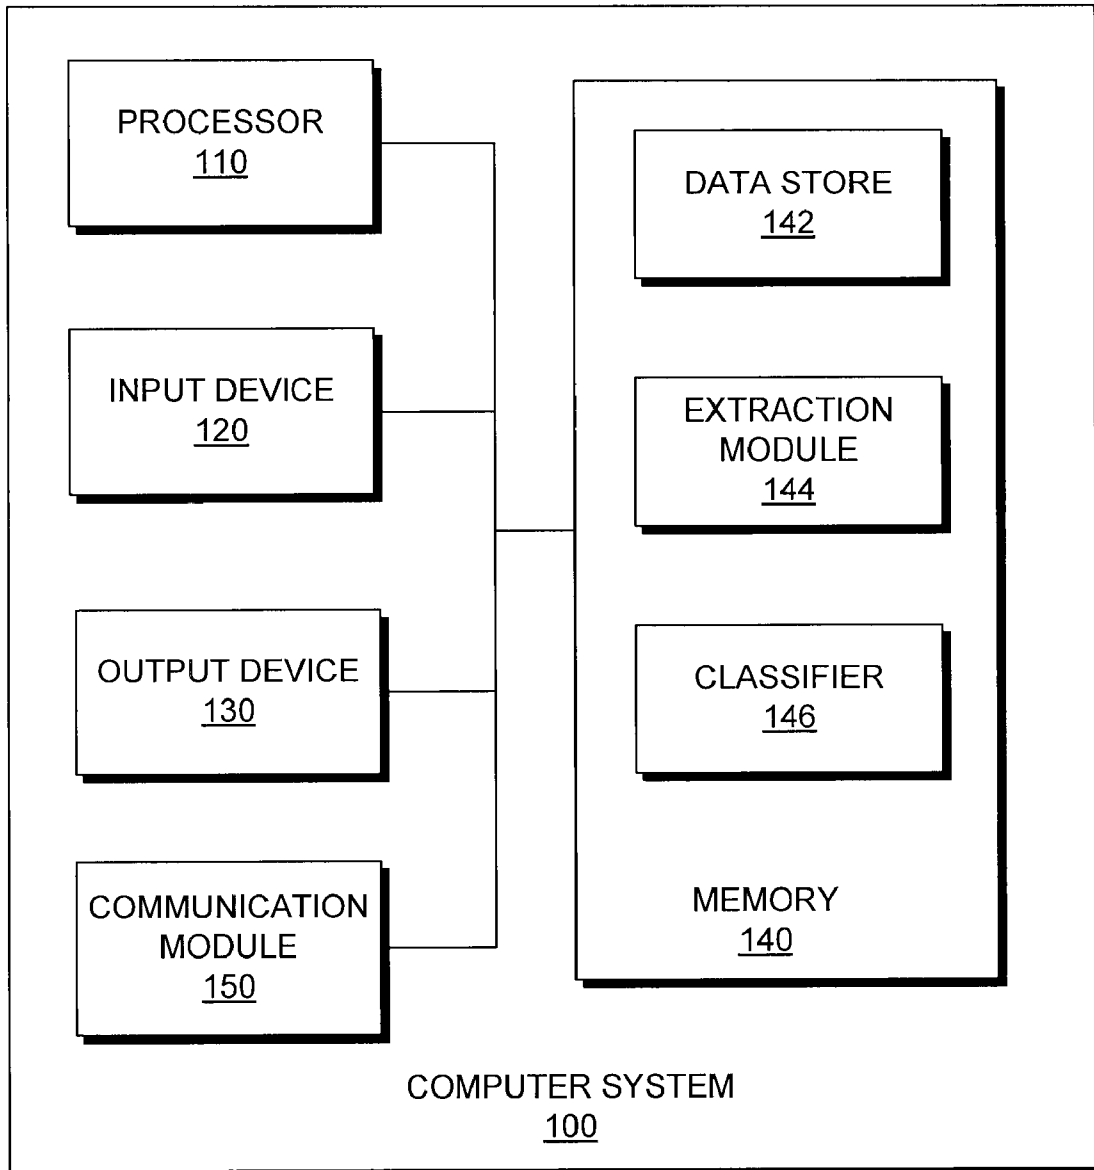 PROCESSOR
110
INPUT DEVICE
120
OUTPUT DEVICE
130
COMMUNICATION
MODULE
150
DATA STORE
142
EXTRACTION
MODULE
144
CLASSIFIER
146
MEMORY
140
COMPUTER SYSTEM
100